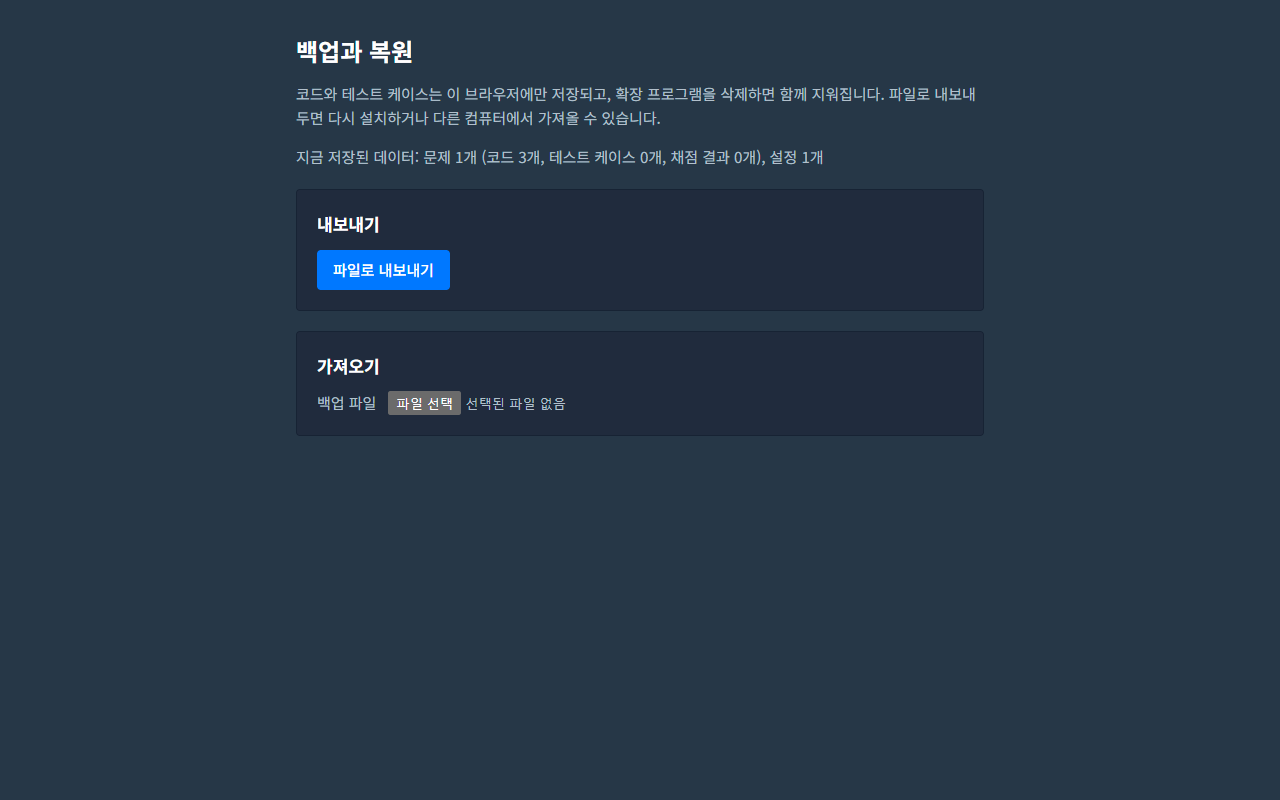 백업과 복원
코드와 테스트 케이스는 이 브라우저에만 저장되고, 확장 프로그램을 삭제하면 함께 지워집니다. 파일로 내보내
두면 다시 설치하거나 다른 컴퓨터에서 가져올 수 있습니다.
지금 저장된 데이터: 문제 1개 (코드 3개, 테스트 케이스 0개, 채점 결과 0개), 설정 1개
내보내기
파일로 내보내기
가져오기
백업 파일 파일 선택 선택된 파일 없음